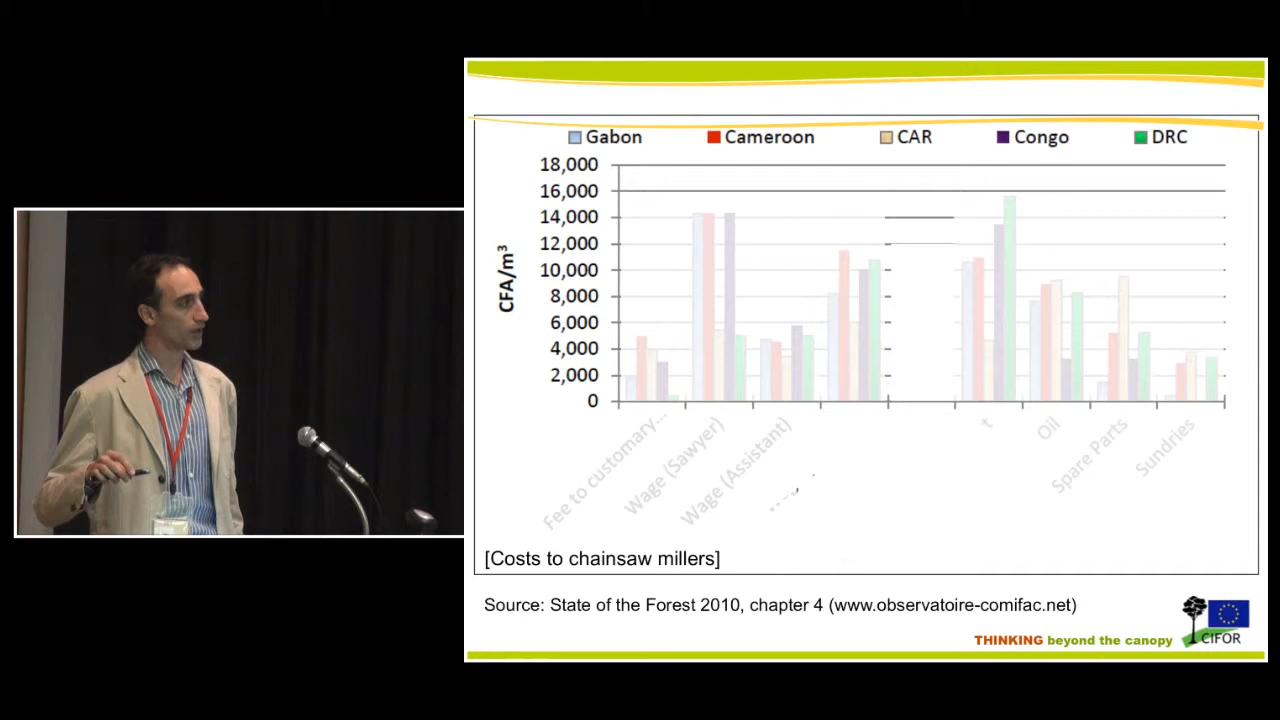 Gabon Cameroon CAR Congo DRC
18,000
16,000
14,000
12,000
10,000
8,000
6,000
4,000
2,000
0
CFA/m³
Fee to customary...
Wage (Sawyer)
Wage (Assistant)
t
Oil
Spare Parts
Sundries
[Costs to chainsaw millers]
Source: State of the Forest 2010, chapter 4 (www.observatoire-comifac.net)
THINKING beyond the canopy
CIFOR